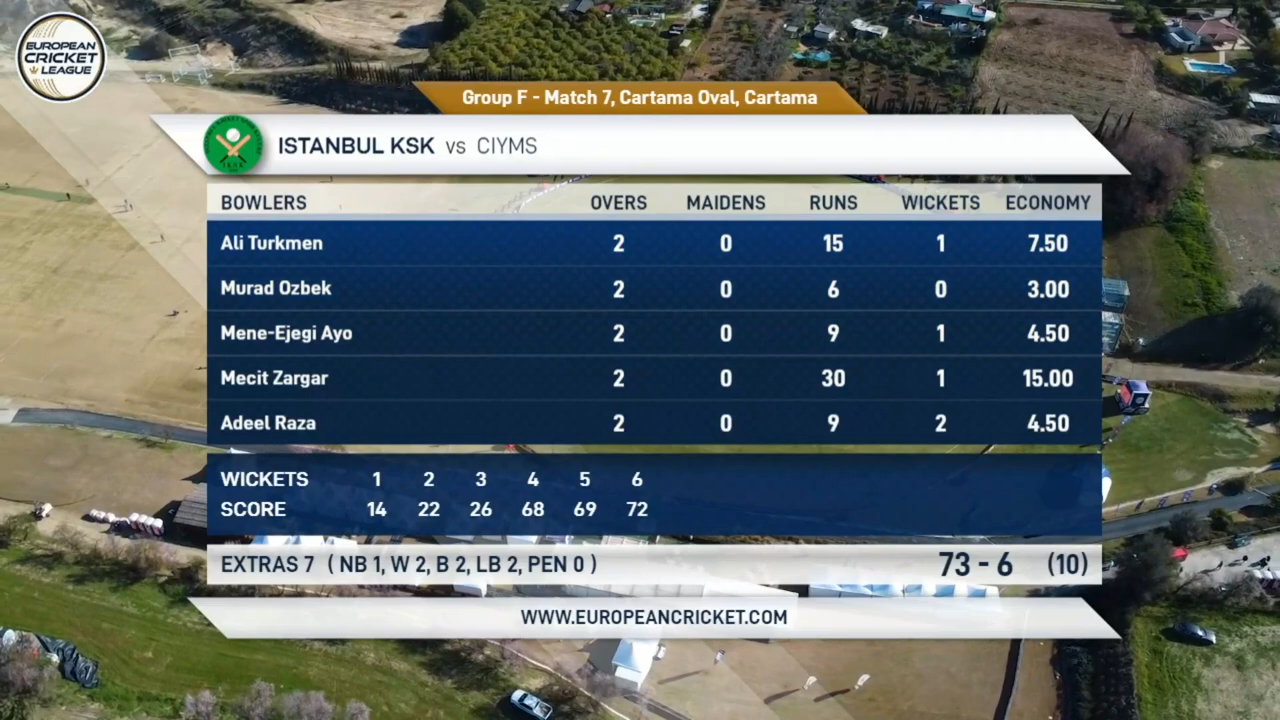 EUROPEAN
CRICKET
LEAGUE
Group F - Match 7, Cartama Oval, Cartama
ISTANBUL KSK vs CIYMS
BOWLERS OVERS MAIDENS RUNS WICKETS ECONOMY
Ali Turkmen 2 0 15 1 7.50
Murad Ozbek 2 0 6 0 3.00
Mene-Ejegi Ayo 2 0 9 1 4.50
Mecit Zargar 2 0 30 1 15.00
Adeel Raza 2 0 9 2 4.50
WICKETS 1 2 3 4 5 6
SCORE 14 22 26 68 69 72
EXTRAS 7 ( NB 1, W 2, B 2, LB 2, PEN 0 ) 73 - 6 (10)
WWW.EUROPEANCRICKET.COM